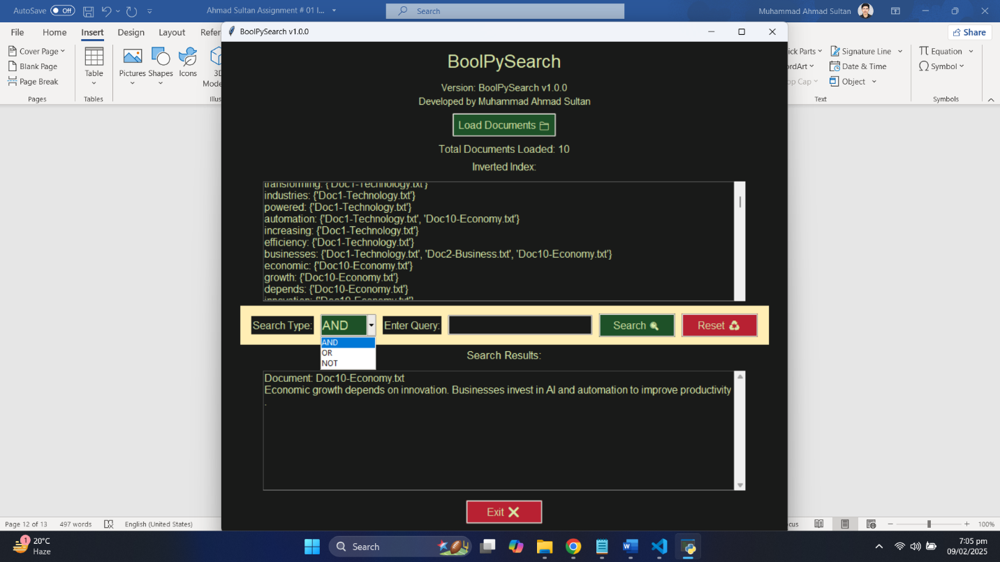 AutoSave Off
Ahmad Sultan Assignment # 01 I...
Search
Muhammad Ahmad Sultan
File Home Insert Design Layout Refer
Share
Cover Page
Blank Page
Page Break
Pages
Table
Tables
Pictures
Shapes
Icons
3D
Mode
Illus
ick Parts
ordArt
op Cap
Signature Line
Date & Time
Object
Text
Equation
Symbol
Symbols
BoolPySearch v1.0.0
BoolPySearch
Version: BoolPySearch v1.0.0
Developed by Muhammad Ahmad Sultan
Load Documents
Total Documents Loaded: 10
Inverted Index:
transforming: {'Doc1-Technology.txt'}
industries: {'Doc1-Technology.txt'}
powered: {'Doc1-Technology.txt'}
automation: {'Doc1-Technology.txt', 'Doc10-Economy.txt'}
increasing: {'Doc1-Technology.txt'}
efficiency: {'Doc1-Technology.txt'}
businesses: {'Doc1-Technology.txt', 'Doc2-Business.txt', 'Doc10-Economy.txt'}
economic: {'Doc10-Economy.txt'}
growth: {'Doc10-Economy.txt'}
depends: {'Doc10-Economy.txt'}
innovation: {'Doc10-Economy.txt'}
Search Type: AND Enter Query: Search Reset
AND
OR
NOT
Search Results:
Document: Doc10-Economy.txt
Economic growth depends on innovation. Businesses invest in AI and automation to improve productivity
.
Exit
Page 12 of 13 497 words English (United States)
ocus
100%
1
20°C
Haze
Search
7:05 pm
09/02/2025